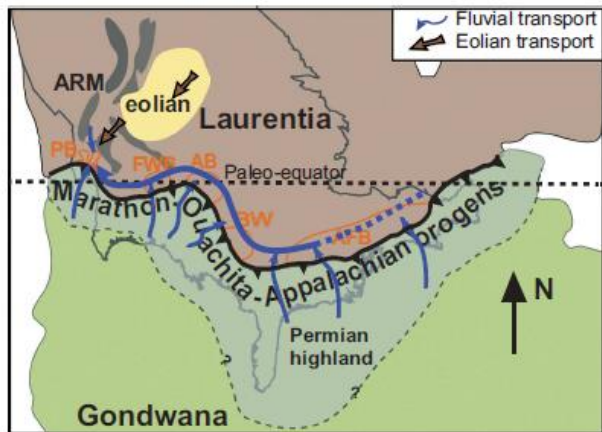 Fluvial transport
Eolian transport
ARM
eolian
Laurentia
PB
FWB
AB
Paleo-equator
Marathon-Ouachita-Appalachian orogens
BW
AFB
N
Permian
highland
?
?
Gondwana